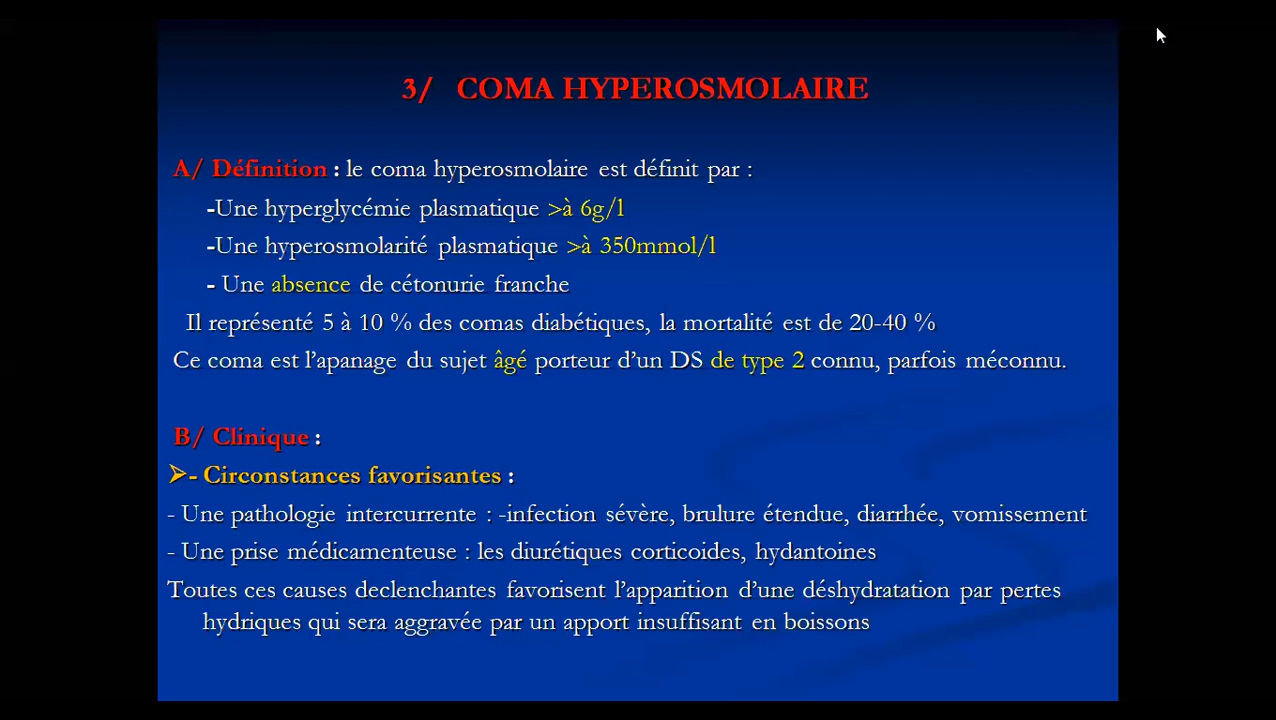 3/ COMA HYPEROSMOLAIRE
A/ Définition : le coma hyperosmolaire est définit par :
-Une hyperglycémie plasmatique >à 6g/l
-Une hyperosmolarité plasmatique >à 350mmol/l
- Une absence de cétonurie franche
Il représenté 5 à 10 % des comas diabétiques, la mortalité est de 20-40 %
Ce coma est l'apanage du sujet âgé porteur d'un DS de type 2 connu, parfois méconnu.
B/ Clinique :
➢- Circonstances favorisantes :
- Une pathologie intercurrente : -infection sévère, brulure étendue, diarrhée, vomissement
- Une prise médicamenteuse : les diurétiques corticoides, hydantoines
Toutes ces causes declenchantes favorisent l'apparition d'une déshydratation par pertes
hydriques qui sera aggravée par un apport insuffisant en boissons